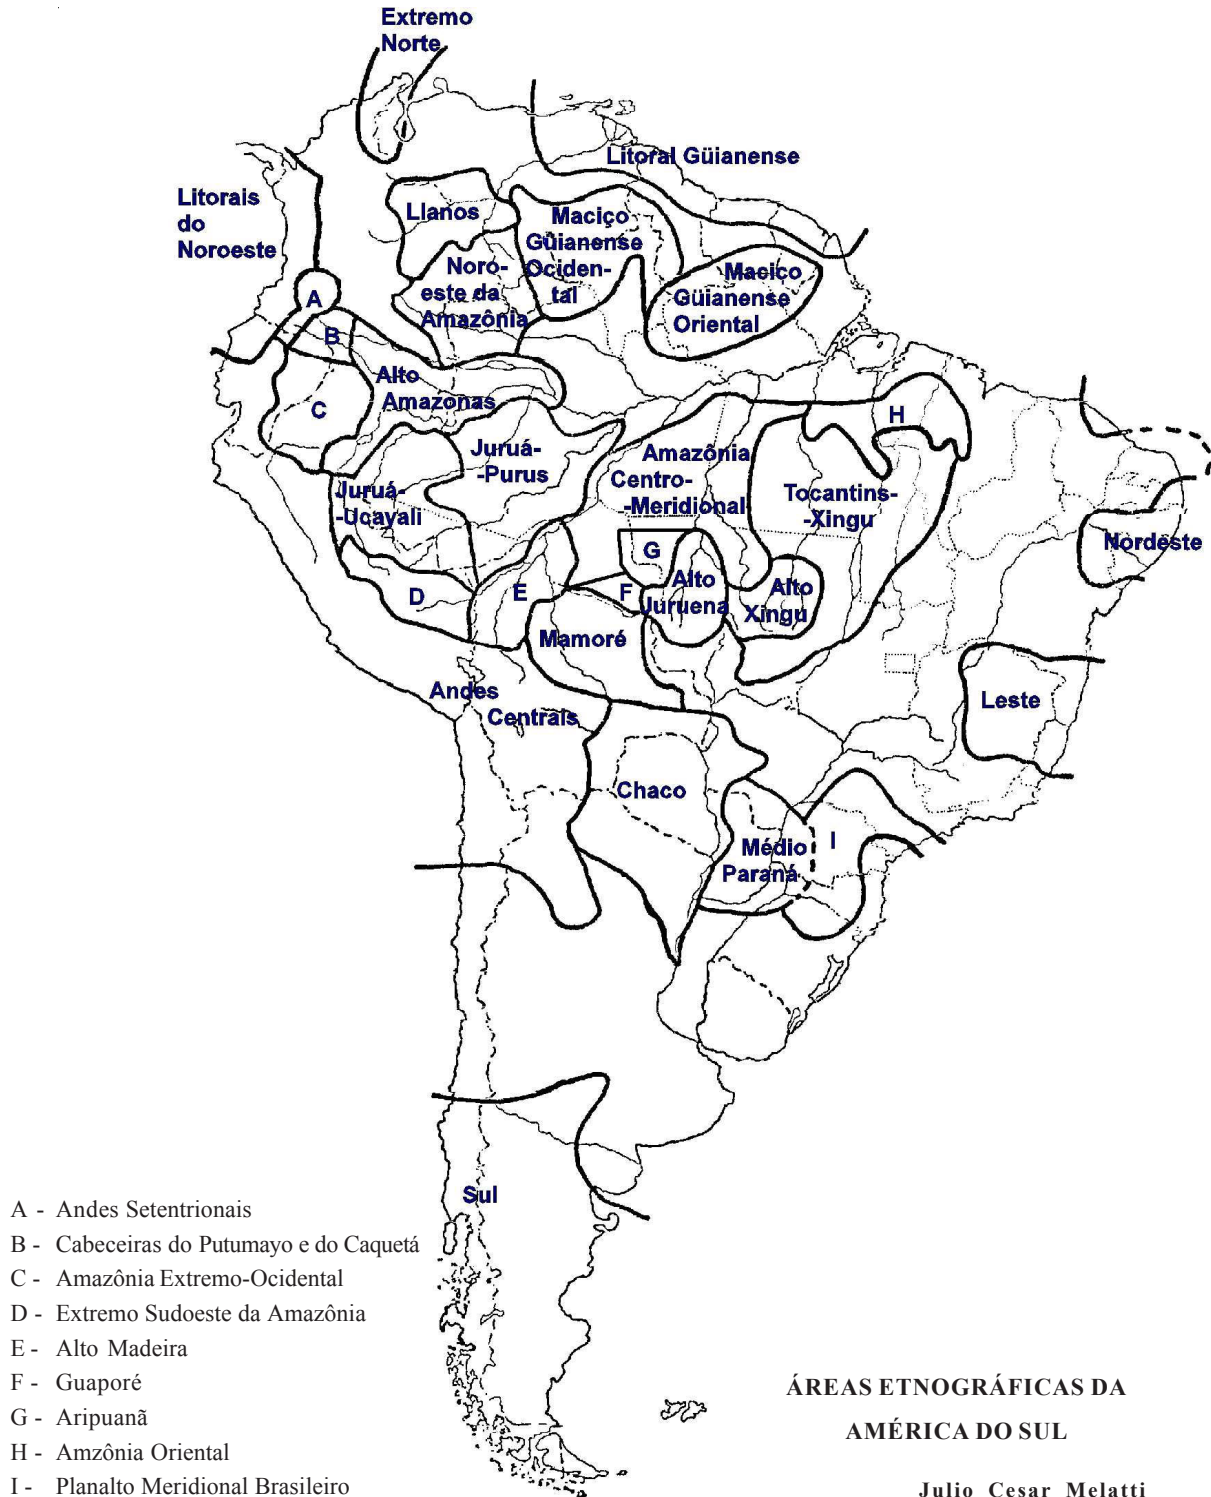 Extremo
Norte
Litoral Güianense
Litorais
do
Noroeste
Llanos
Maciço
Güianense
Ociden-
tal
Noro-
este da
Amazônia
Maciço
Güianense
Oriental
A
B
C
Alto
Amazonas
H
Juruá-
-Purus
Amazônia
Centro-
-Meridional
Tocantins-
-Xingu
Juruá-
-Ucayali
Nordeste
G
D
E
F
Alto
Juruena
Alto
Xingu
Mamoré
Andes
Centrais
Leste
Chaco
Médio
Paraná
I
Sul
A - Andes Setentrionais
B - Cabeceiras do Putumayo e do Caquetá
C - Amazônia Extremo-Ocidental
D - Extremo Sudoeste da Amazônia
E - Alto Madeira
F - Guaporé
G - Aripuanã
H - Amzônia Oriental
I - Planalto Meridional Brasileiro
ÁREAS ETNOGRÁFICAS DA
AMÉRICA DO SUL
Julio Cesar Melatti